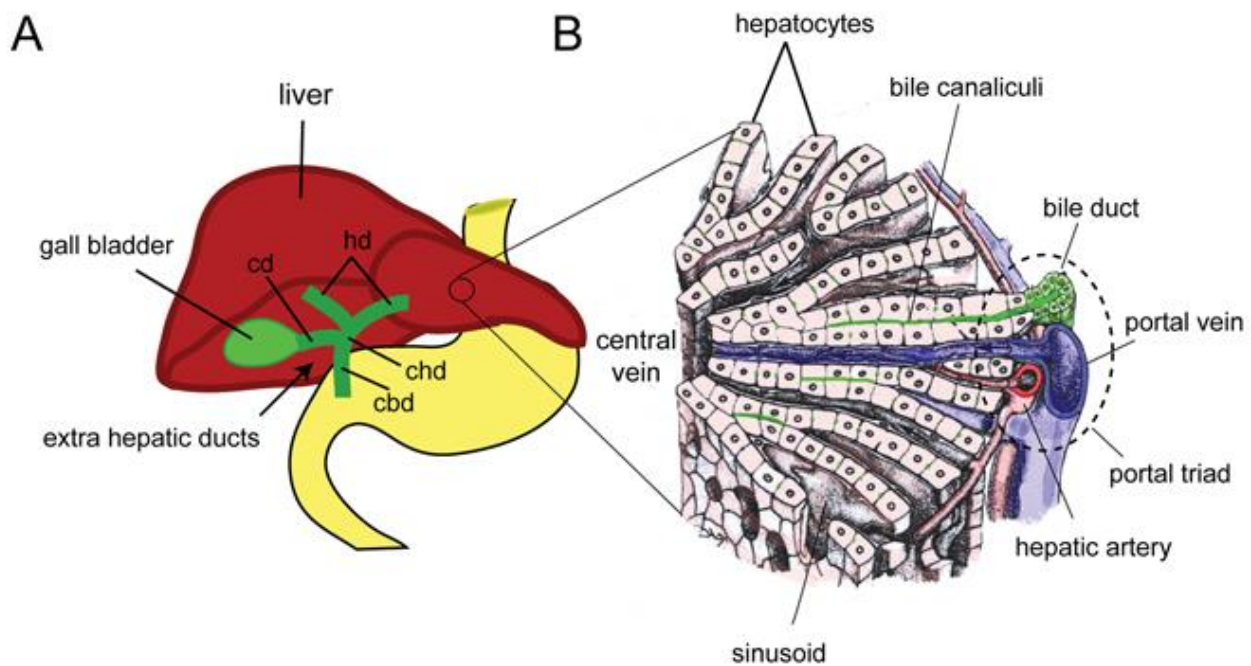 A
liver
gall bladder
cd
hd
chd
cbd
extra hepatic ducts
B
hepatocytes
bile canaliculi
bile duct
portal vein
central
vein
portal triad
hepatic artery
sinusoid